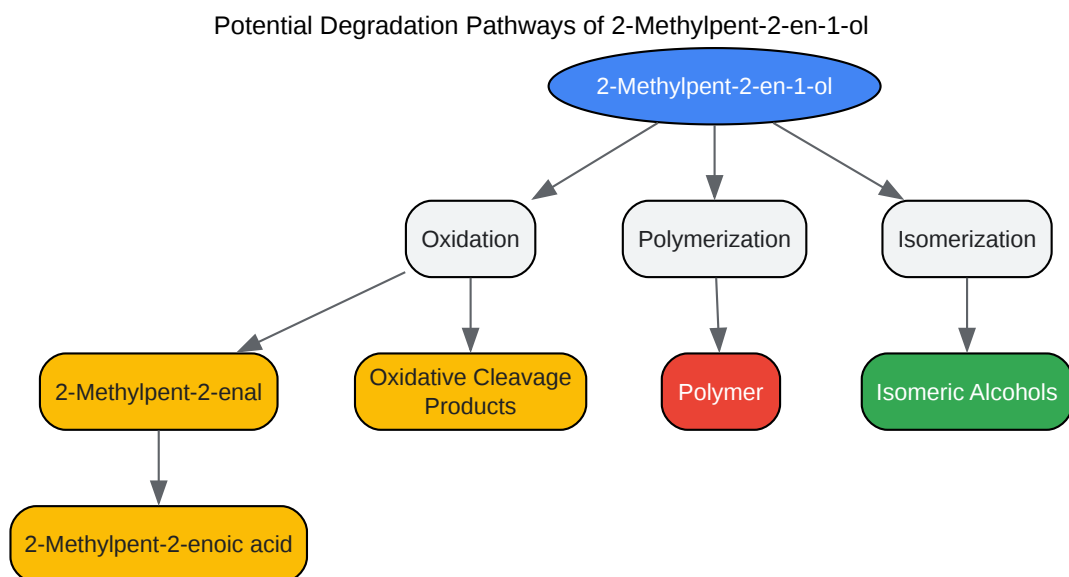 Potential Degradation Pathways of 2-Methylpent-2-en-1-ol
2-Methylpent-2-en-1-ol
Oxidation
Polymerization
Isomerization
2-Methylpent-2-enal
Oxidative Cleavage
Products
Polymer
Isomeric Alcohols
2-Methylpent-2-enoic acid